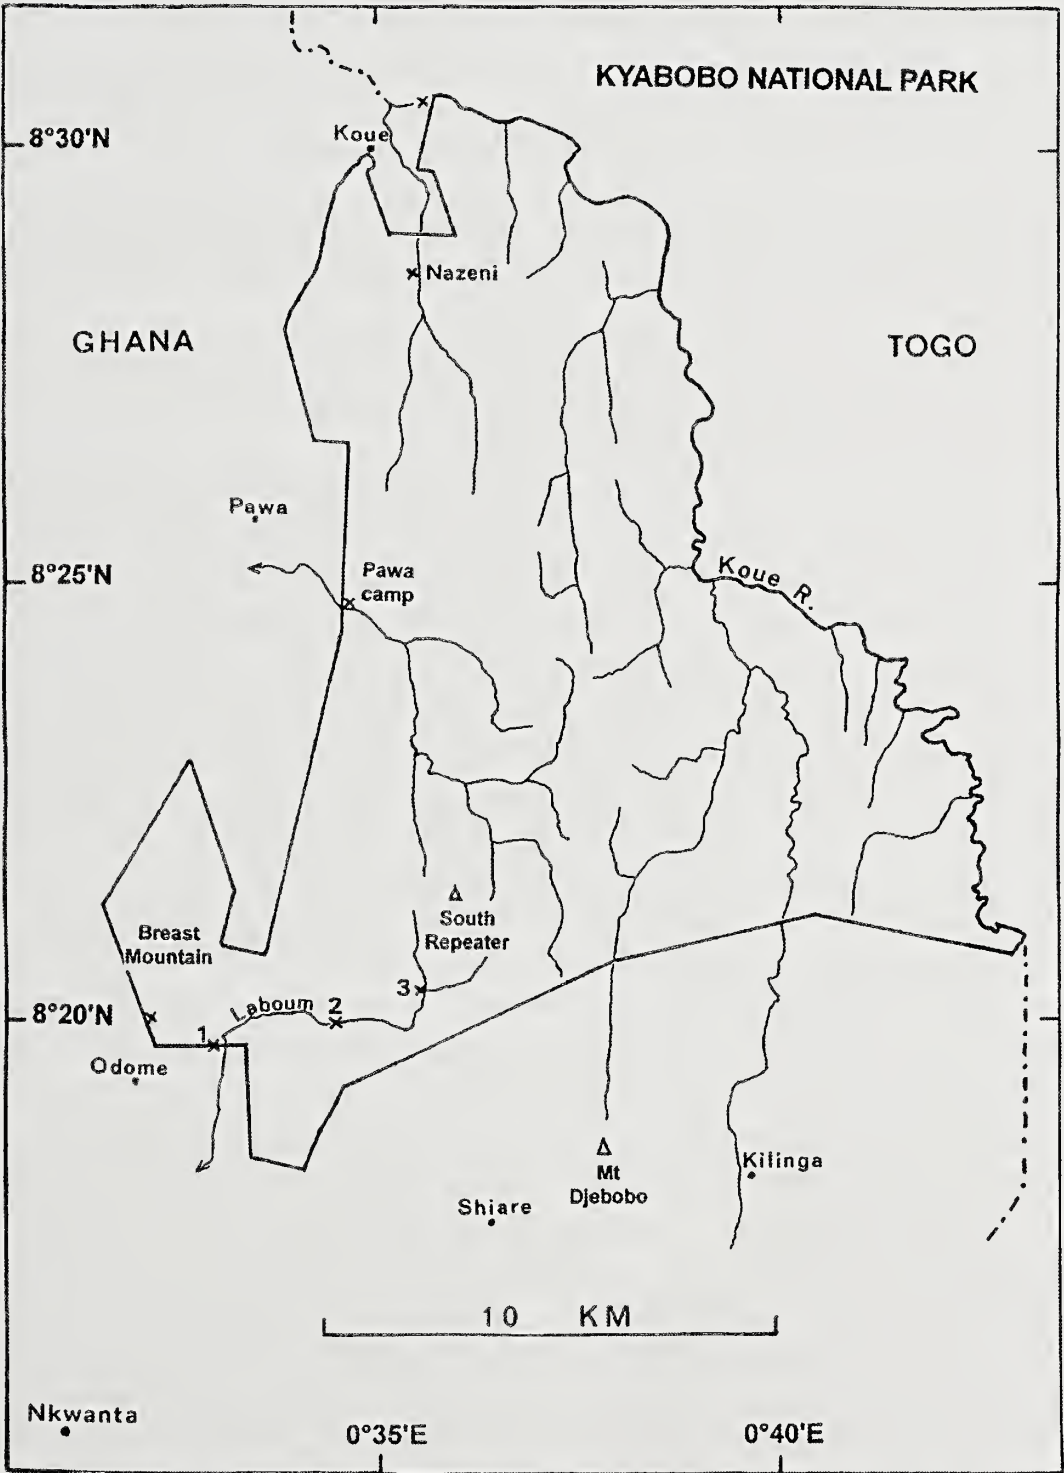 KYABOBO NATIONAL PARK
8°30'N
Koue
Nazeni
GHANA
TOGO
Pawa
8°25'N
Pawa
camp
Koue R.
South
Repeater
Breast
Mountain
3
8°20'N
Laboum
2
1
Odome
Mt
Djebobo
Kilinga
Shiare
10 KM
Nkwanta
0°35'E
0°40'E